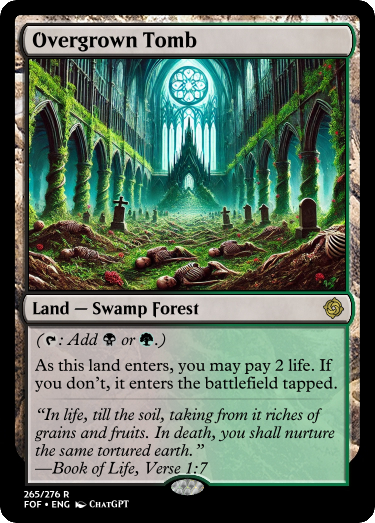 Overgrown Tomb
Land — Swamp Forest
(: Add or .)
As this land enters, you may pay 2 life. If
you don't, it enters the battlefield tapped.
“In life, till the soil, taking from it riches of
grains and fruits. In death, you shall nurture
the same tortured earth.”
—Book of Life, Verse 1:7
265/276 R
FOF • ENG ChatGPT